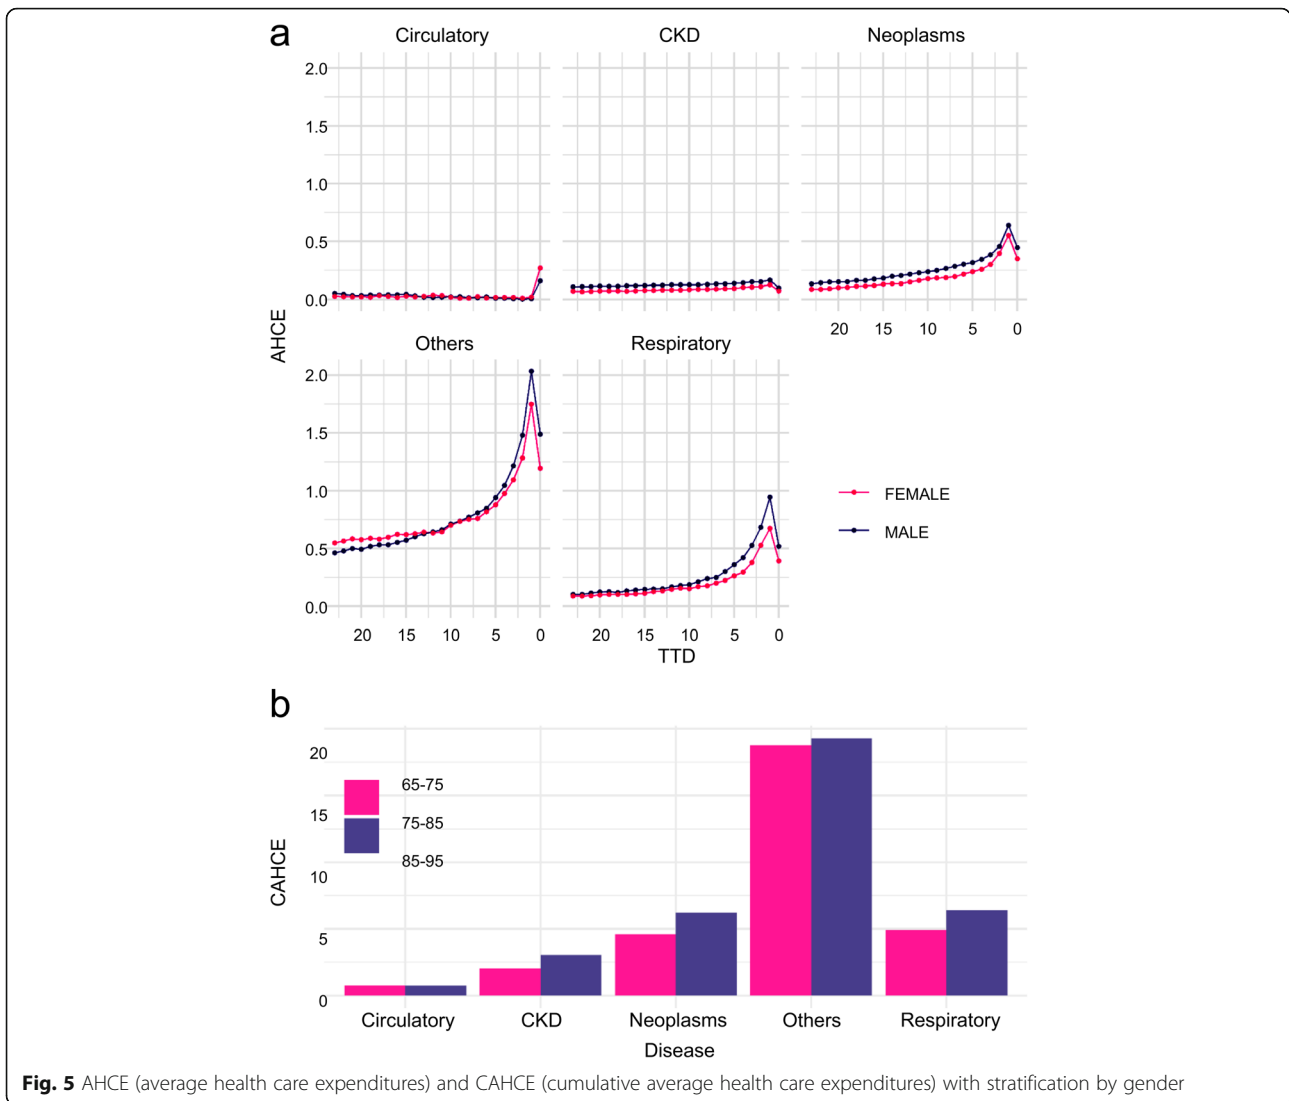 a
Circulatory
CKD
Neoplasms
2.0
1.5
1.0
0.5
0.0
20 15 10 5 0
AHCE
Others
Respiratory
2.0
1.5
1.0
0.5
0.0
20 15 10 5 0
20 15 10 5 0
TTD
FEMALE
MALE
b
20
15
10
5
0
CAHCE
65-75
75-85
85-95
Circulatory
CKD
Neoplasms
Others
Respiratory
Disease
Fig. 5 AHCE (average health care expenditures) and CAHCE (cumulative average health care expenditures) with stratification by gender